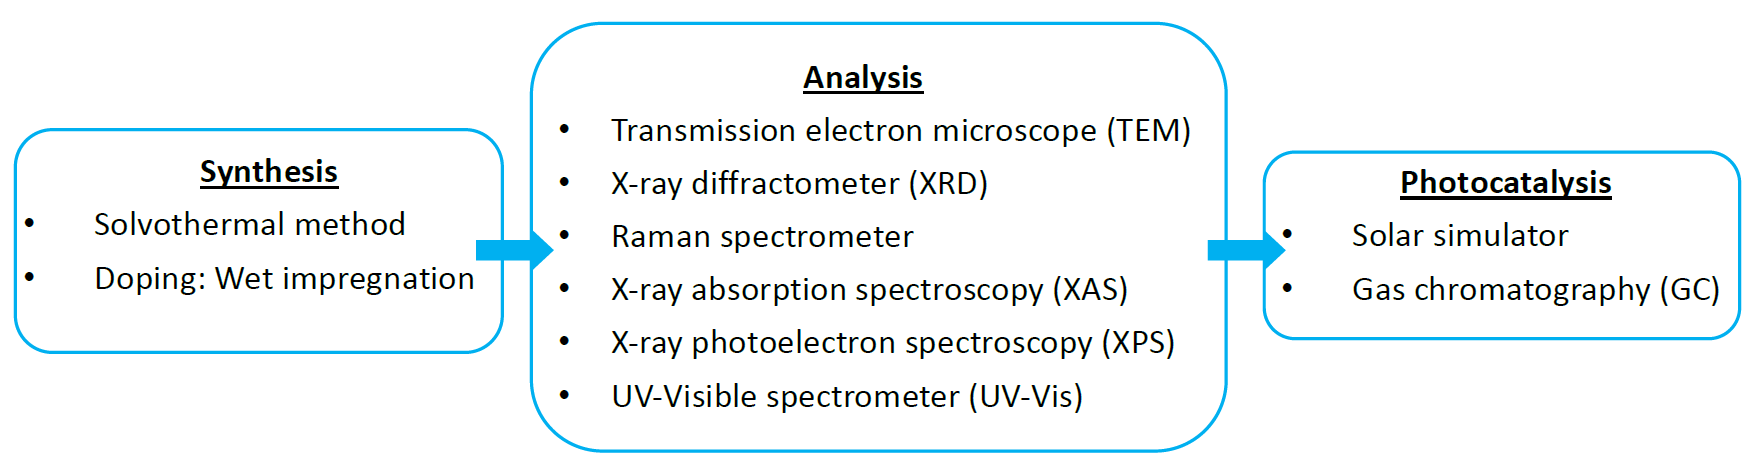 Synthesis
• Solvothermal method
• Doping: Wet impregnation
Analysis
• Transmission electron microscope (TEM)
• X-ray diffractometer (XRD)
• Raman spectrometer
• X-ray absorption spectroscopy (XAS)
• X-ray photoelectron spectroscopy (XPS)
• UV-Visible spectrometer (UV-Vis)
Photocatalysis
• Solar simulator
• Gas chromatography (GC)